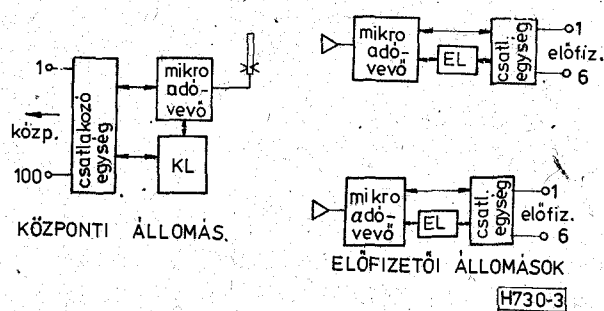 1
közp.
100
csatlakozó
egység
mikro
adó-
vevő
KL
KÖZPONTI ÁLLOMÁS.
mikro
adó-
vevő
EL
csatl.
egység
1
előfiz.
6
mikro
adó-
vevő
EL
csatl.
egység
1
előfiz.
6
ELŐFIZETŐI ÁLLOMÁSOK
H730-3